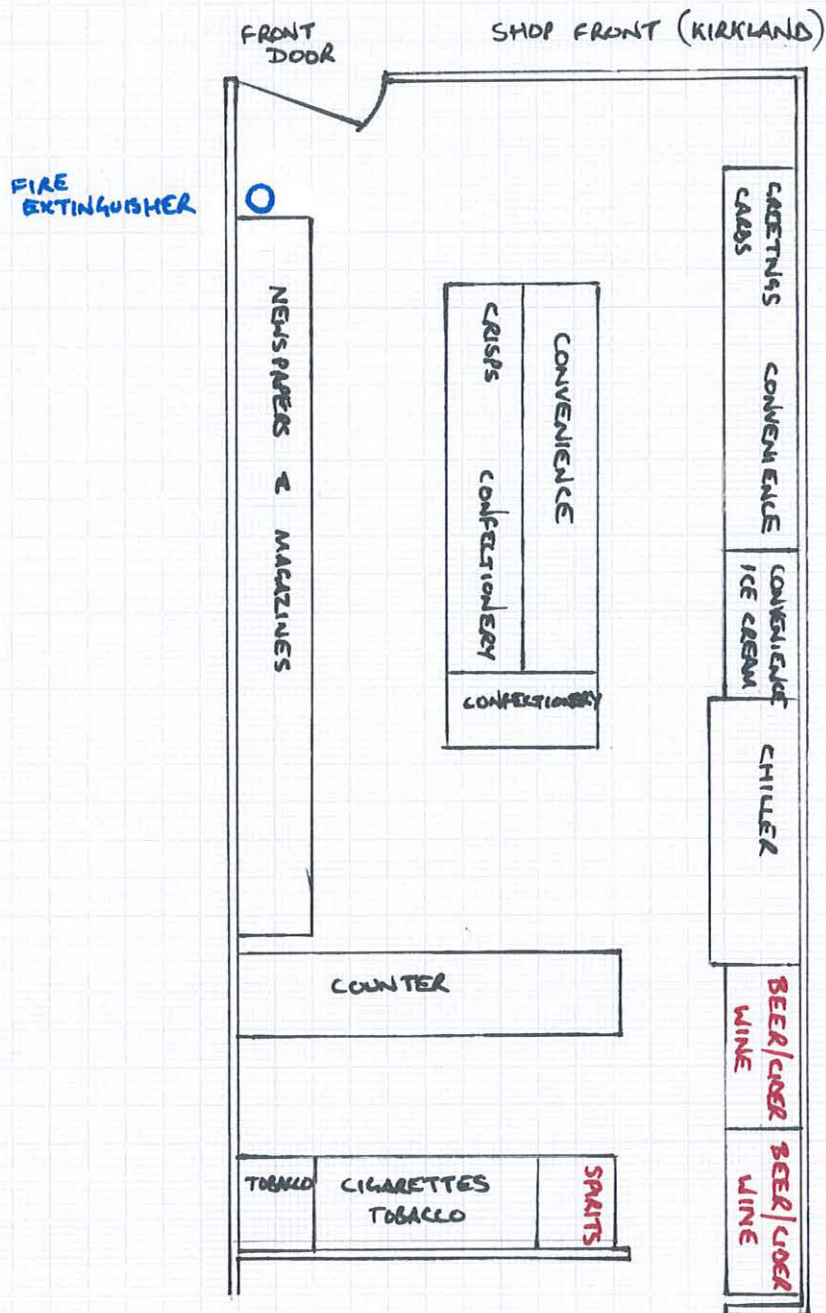 FRONT
DOOR
SHOP FRONT (KIRKLAND)
FIRE
EXTINGUISHER
NEWSPAPERS & MAGAZINES
CRISPS CONFECTIONERY
CONVENIENCE
CONFECTIONERY
GREETNGS CONVENIENCE
CARDS
CONVENIENCE
ICE CREAM
CHILLER
COUNTER
BEER/CIDER
WINE
BEER/CIDER
WINE
TOBACCO
CIGARETTES
TOBACCO
SPIRITS